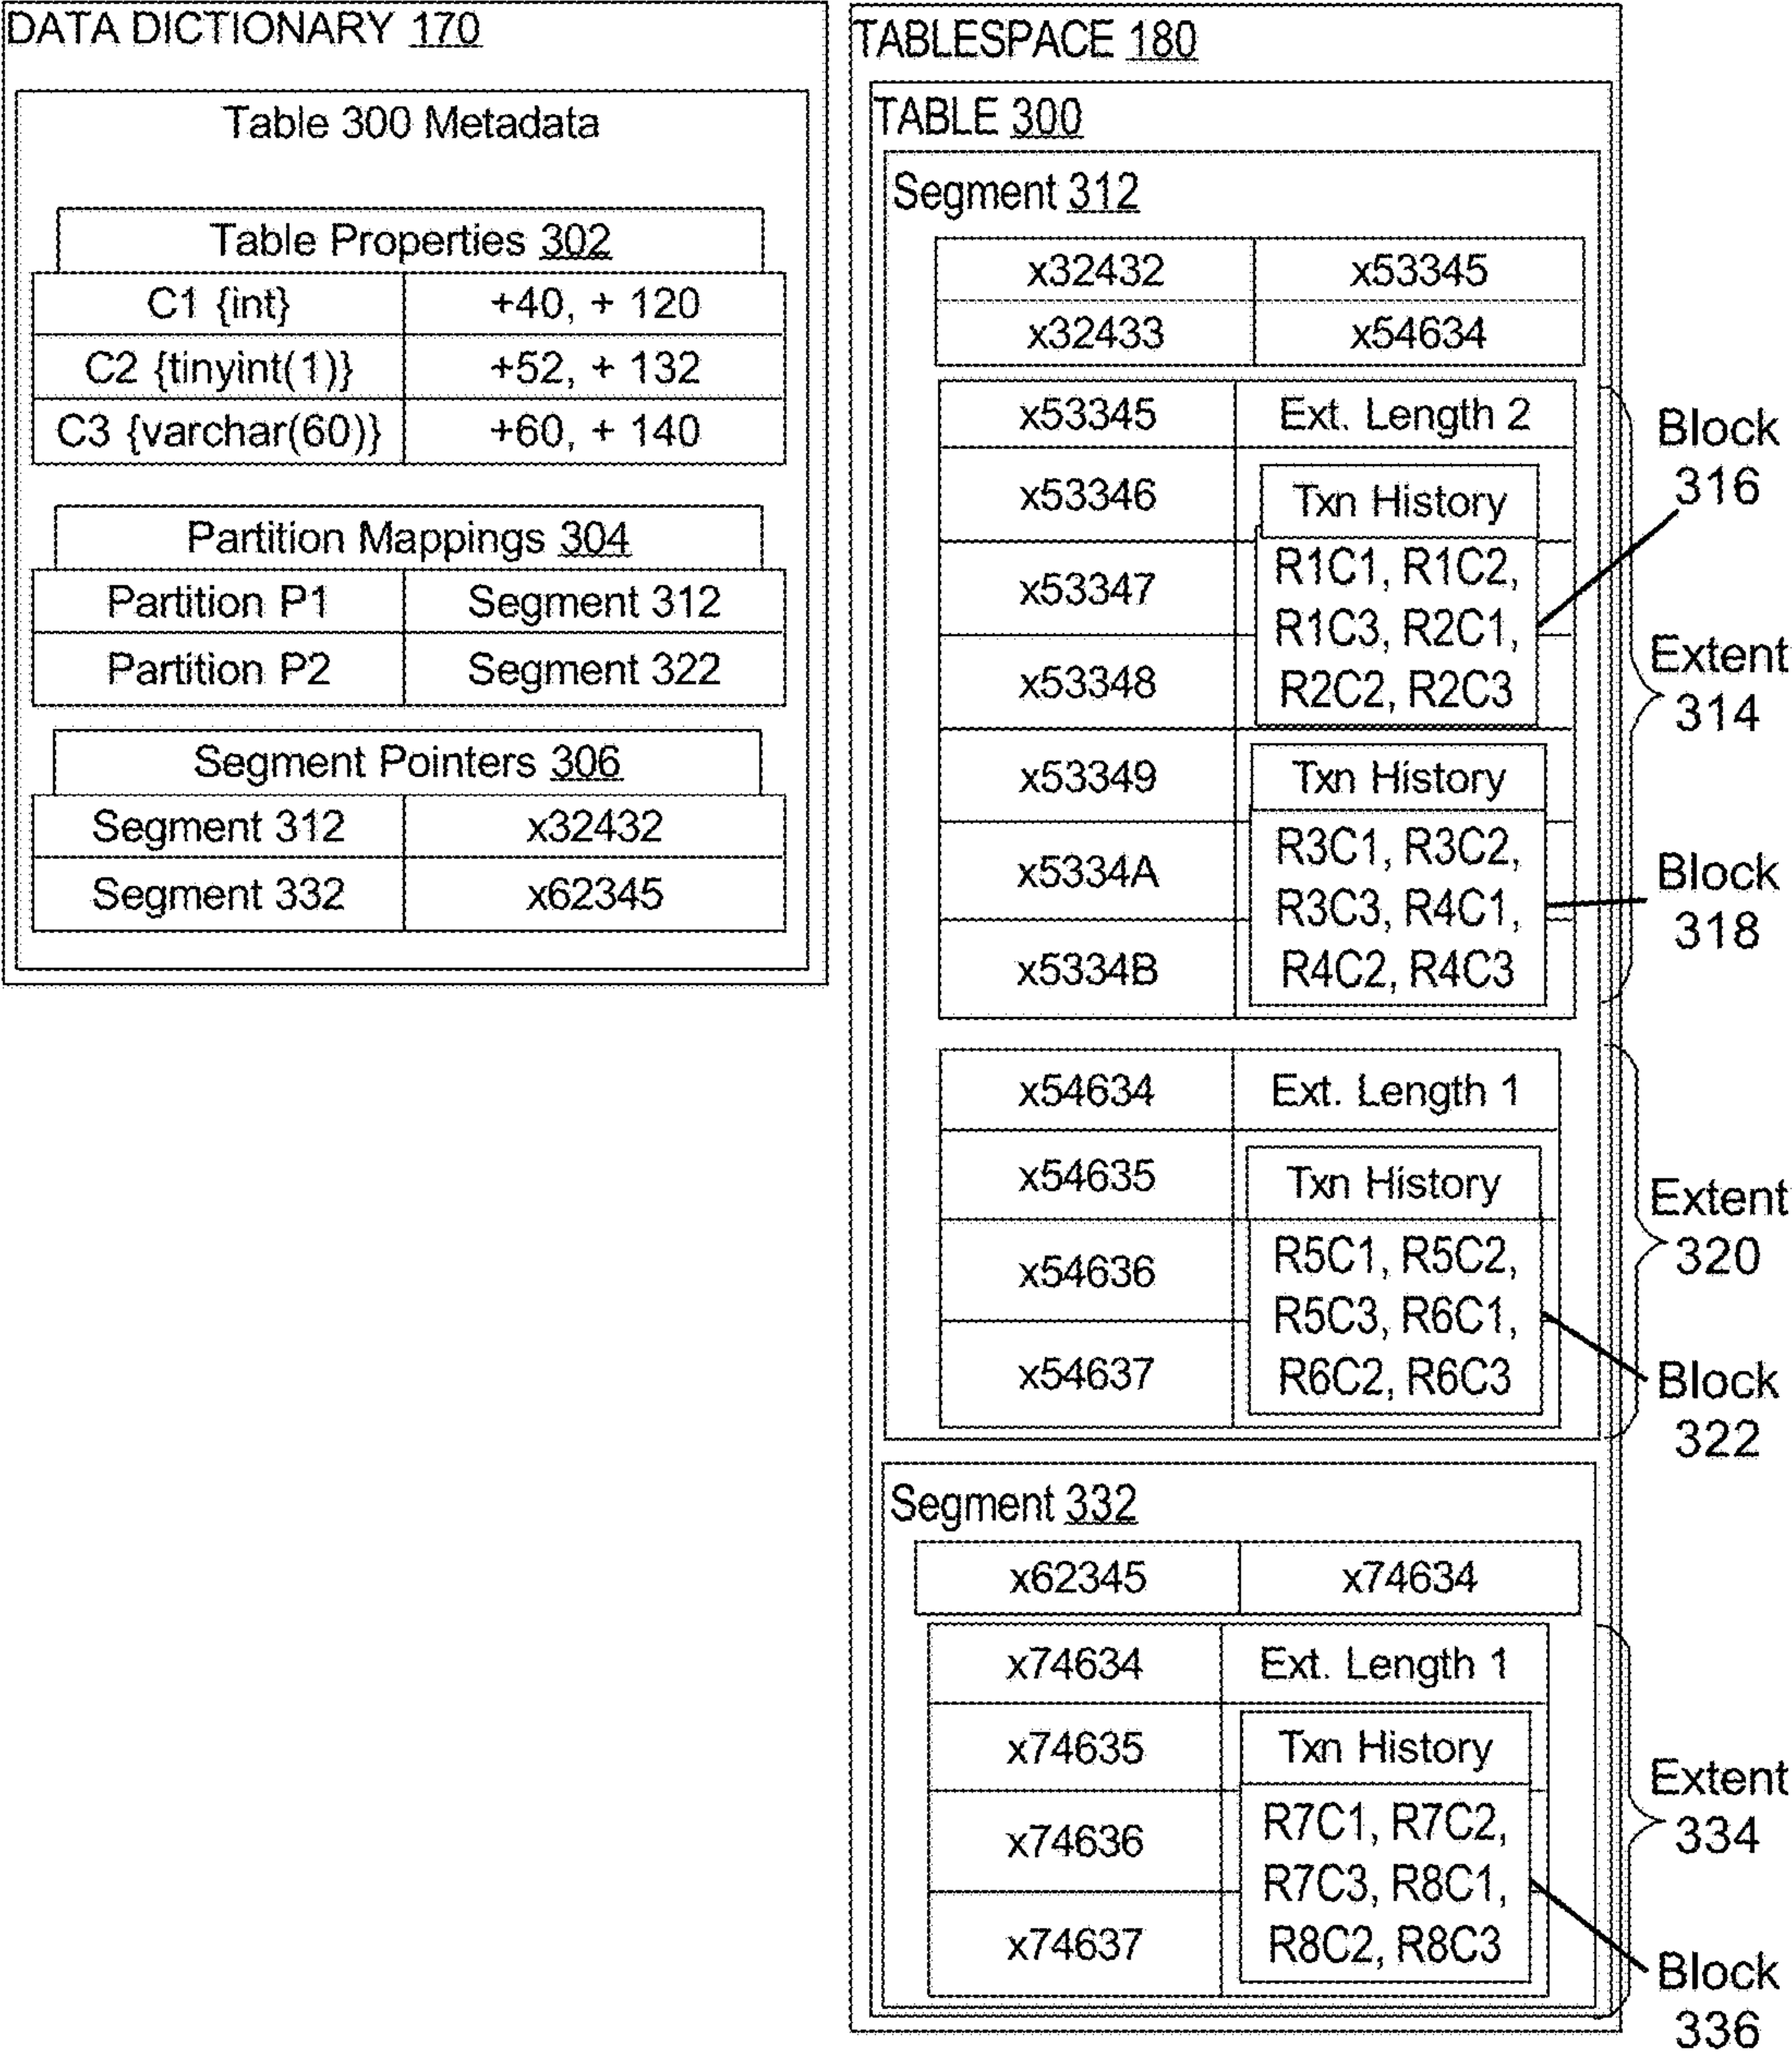 DATA DICTIONARY 170
Table 300 Metadata
Table Properties 302
C1 {int} +40, + 120
C2 {tinyint(1)} +52, + 132
C3 {varchar(60)} +60, + 140
Partition Mappings 304
Partition P1 Segment 312
Partition P2 Segment 322
Segment Pointers 306
Segment 312 x32432
Segment 332 x62345
TABLESPACE 180
TABLE 300
Segment 312
x32432 x53345
x32433 x54634
x53345 Ext. Length 2
x53346 Txn History
x53347 R1C1, R1C2,
R1C3, R2C1,
x53348 R2C2, R2C3
x53349 Txn History
R3C1, R3C2,
x5334A R3C3, R4C1,
x5334B R4C2, R4C3
Block
316
Extent
314
Block
318
x54634 Ext. Length 1
x54635 Txn History
x54636 R5C1, R5C2,
R5C3, R6C1,
x54637 R6C2, R6C3
Extent
320
Block
322
Segment 332
x62345 x74634
x74634 Ext. Length 1
x74635 Txn History
x74636 R7C1, R7C2,
R7C3, R8C1,
x74637 R8C2, R8C3
Extent
334
Block
336